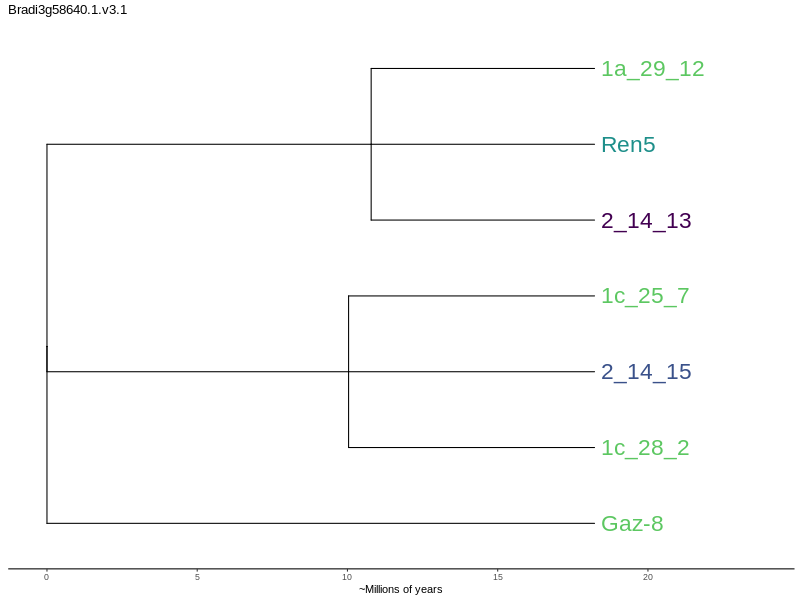 Bradi3g58640.1.v3.1
1a_29_12
Ren5
2_14_13
1c_25_7
2_14_15
1c_28_2
Gaz-8
0 5 10 15 20
~Millions of years